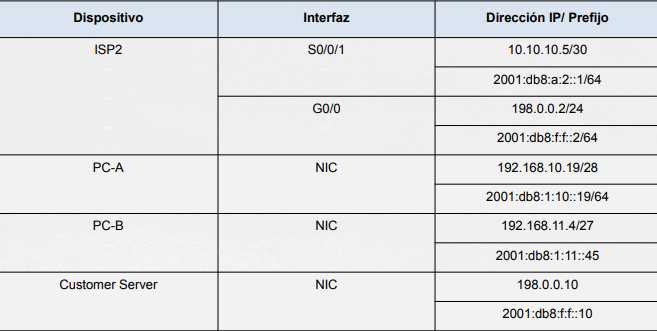 Dispositivo Interfaz Dirección IP/ Prefijo
ISP2 S0/0/1 10.10.10.5/30
2001:db8:a:2::1/64
G0/0 198.0.0.2/24
2001:db8:f:f::2/64
PC-A NIC 192.168.10.19/28
2001:db8:1:10::19/64
PC-B NIC 192.168.11.4/27
2001:db8:1:11::45
Customer Server NIC 198.0.0.10
2001:db8:f:f::10